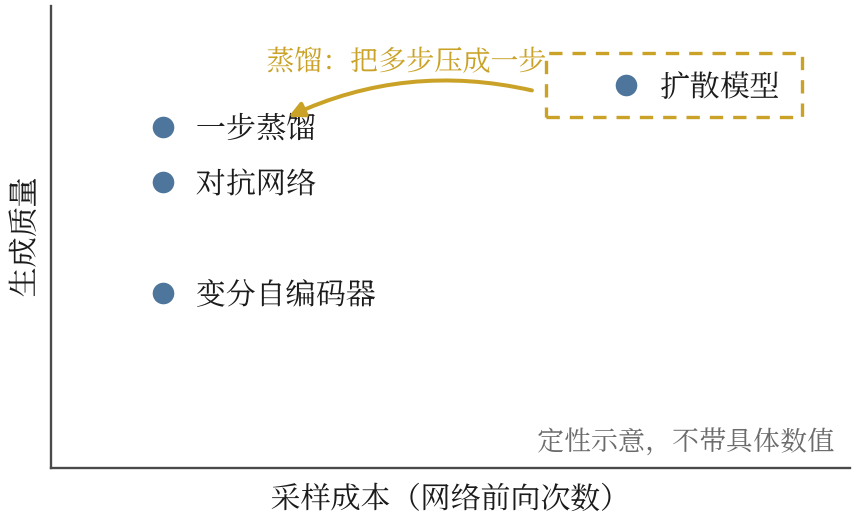 蒸馏：把多步压成一步
扩散模型
一步蒸馏
对抗网络
生成质量
变分自编码器
定性示意，不带具体数值
采样成本（网络前向次数）